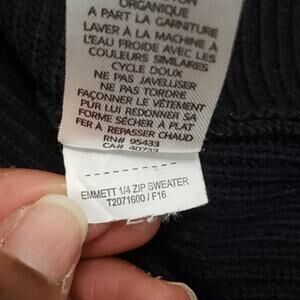 ORGANIQUE
A PART LA GARNITURE
LAVER À LA MACHINE À
L'EAU FROIDE AVEC LES
COULEURS SIMILAIRES
CYCLE DOUX
NE PAS JAVELLISER
NE PAS TORDRE
FAÇONNER LE VÊTEMENT
PUR LUI REDONNER SA
FORME SÉCHER À PLAT
FER À REPASSER CHAUD
RN# 95433
CA# 40733
EMMETT 1/4 ZIP SWEATER
T2071600 / F16